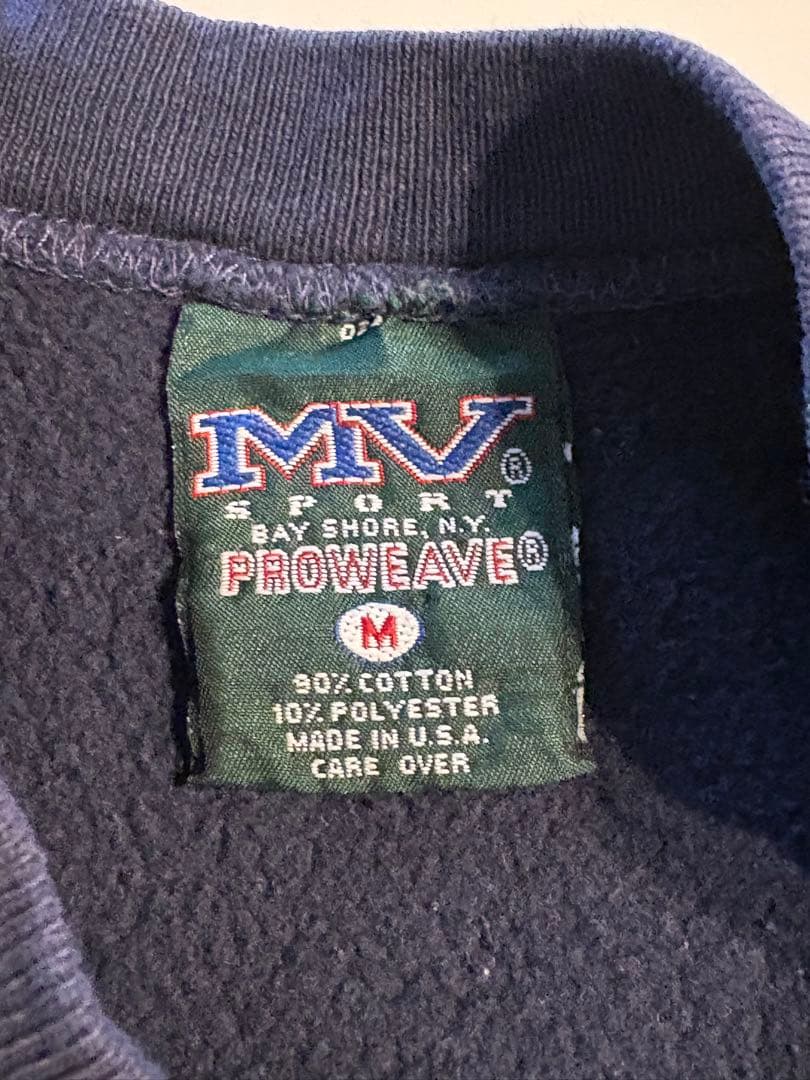 MV®
SPORT
BAY SHORE, N.Y.
PROWEAVE®
M
90% COTTON
10% POLYESTER
MADE IN U.S.A.
CARE OVER